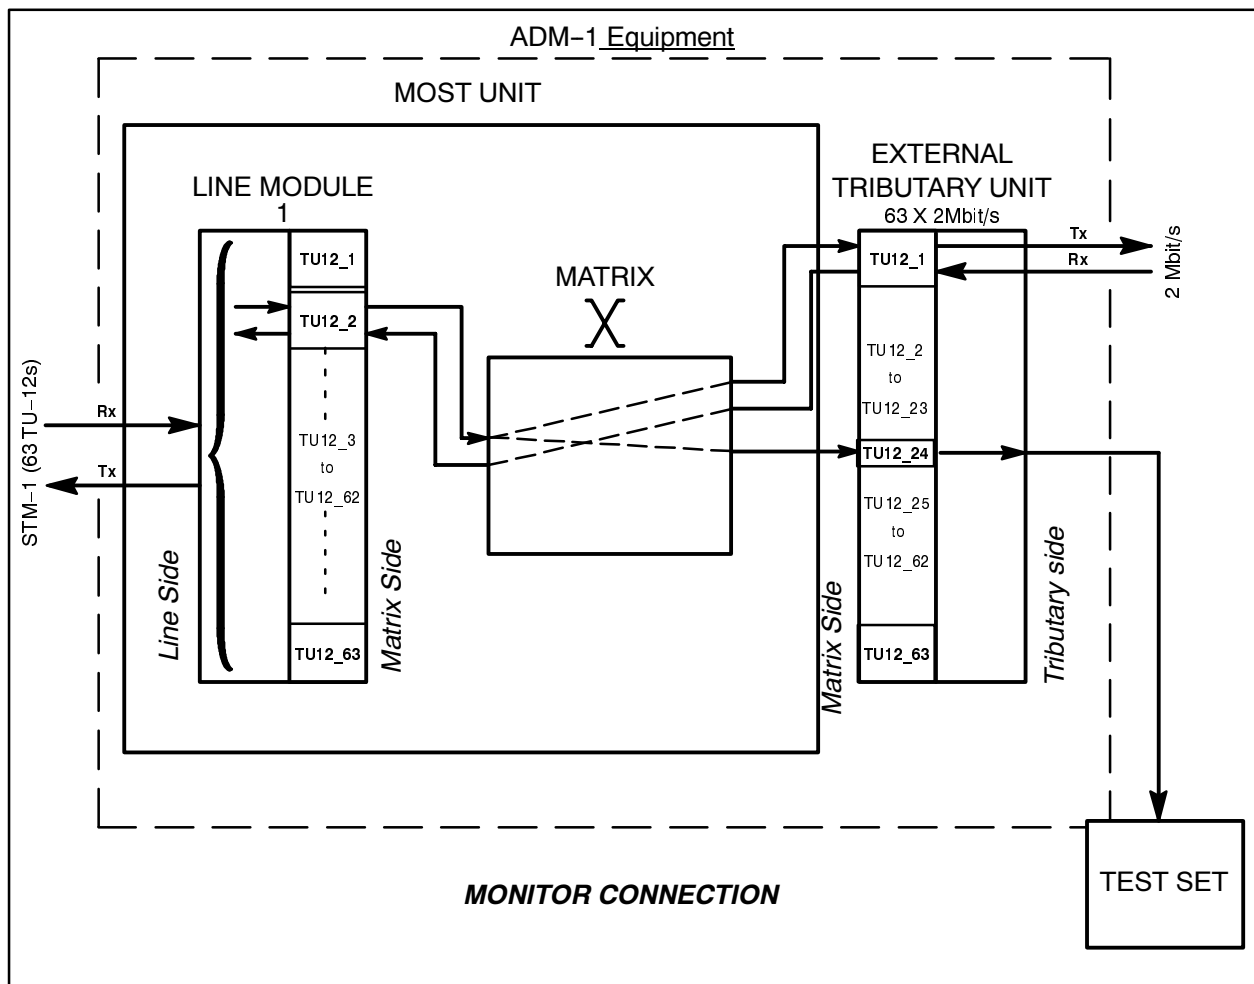 ADM–1 Equipment
MOST UNIT
LINE MODULE
1
TU12_1
TU12_2
TU12_3
to
TU12_62
TU12_63
Rx
Tx
STM–1 (63 TU–12s)
Line Side
Matrix Side
MATRIX
EXTERNAL
TRIBUTARY UNIT
63 X 2Mbit/s
TU12_1
TU12_2
to
TU12_23
TU12_24
TU12_25
to
TU12_62
TU12_63
Tx
Rx
2 Mbit/s
Matrix Side
Tributary side
TEST SET
MONITOR CONNECTION